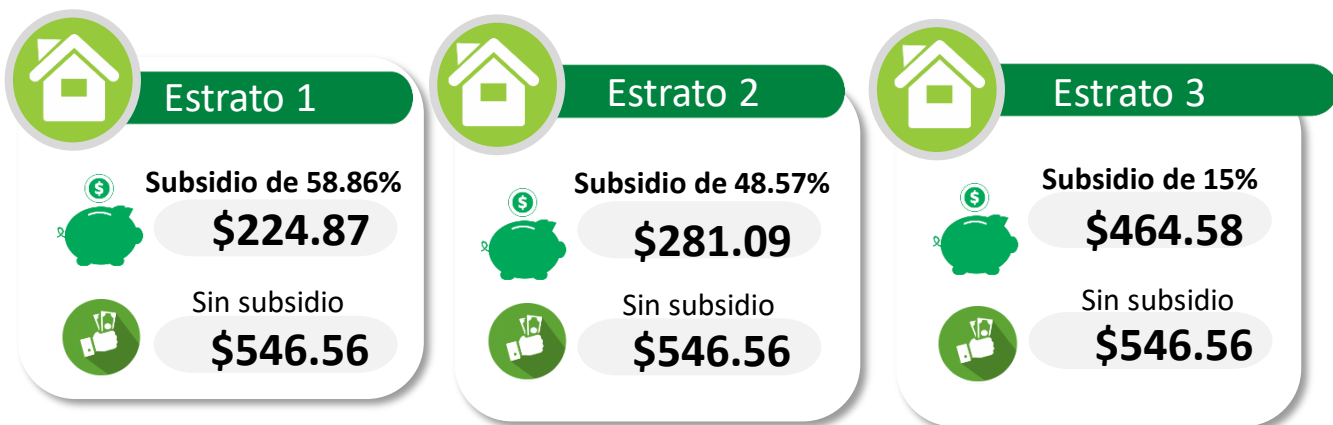 Estrato 1
Subsidio de 58.86%
$
$224.87
Sin subsidio
$546.56
Estrato 2
Subsidio de 48.57%
$
$281.09
Sin subsidio
$546.56
Estrato 3
Subsidio de 15%
$
$464.58
Sin subsidio
$546.56